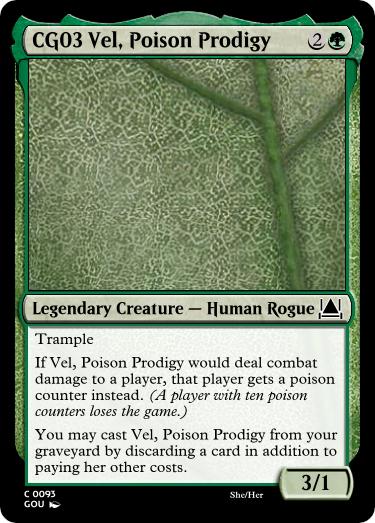 CG03 Vel, Poison Prodigy 2
Legendary Creature — Human Rogue
Trample
If Vel, Poison Prodigy would deal combat
damage to a player, that player gets a poison
counter instead. (A player with ten poison
counters loses the game.)
You may cast Vel, Poison Prodigy from your
graveyard by discarding a card in addition to
paying her other costs.
3/1
C 0093
GOU
She/Her